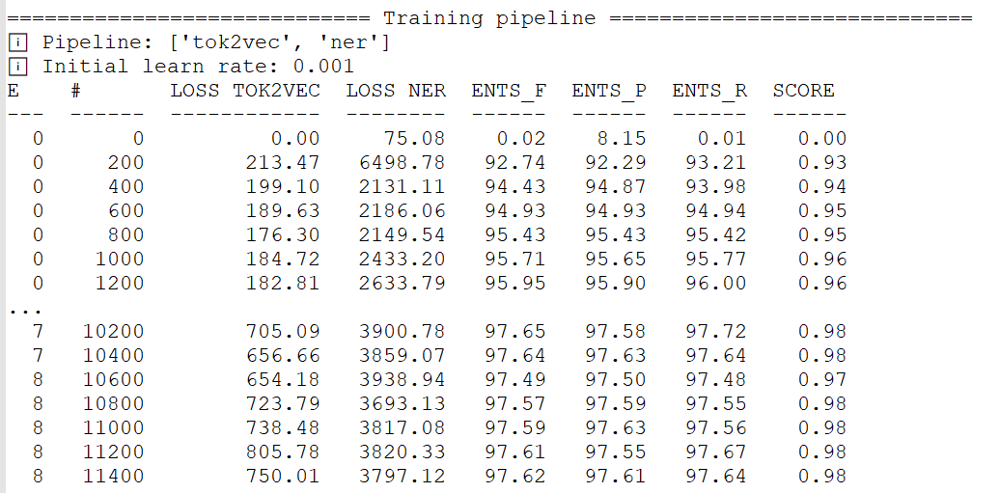 ============================= Training pipeline =============================
ℹ Pipeline: ['tok2vec', 'ner']
ℹ Initial learn rate: 0.001
E    #       LOSS TOK2VEC  LOSS NER  ENTS_F  ENTS_P  ENTS_R  SCORE
---  ------  ------------  --------  ------  ------  ------  ------
  0       0          0.00     75.08    0.02    8.15    0.01    0.00
  0     200        213.47   6498.78   92.74   92.29   93.21    0.93
  0     400        199.10   2131.11   94.43   94.87   93.98    0.94
  0     600        189.63   2186.06   94.93   94.93   94.94    0.95
  0     800        176.30   2149.54   95.43   95.43   95.42    0.95
  0    1000        184.72   2433.20   95.71   95.65   95.77    0.96
  0    1200        182.81   2633.79   95.95   95.90   96.00    0.96
...
  7   10200        705.09   3900.78   97.65   97.58   97.72    0.98
  7   10400        656.66   3859.07   97.64   97.63   97.64    0.98
  8   10600        654.18   3938.94   97.49   97.50   97.48    0.97
  8   10800        723.79   3693.13   97.57   97.59   97.55    0.98
  8   11000        738.48   3817.08   97.59   97.63   97.56    0.98
  8   11200        805.78   3820.33   97.61   97.55   97.67    0.98
  8   11400        750.01   3797.12   97.62   97.61   97.64    0.98